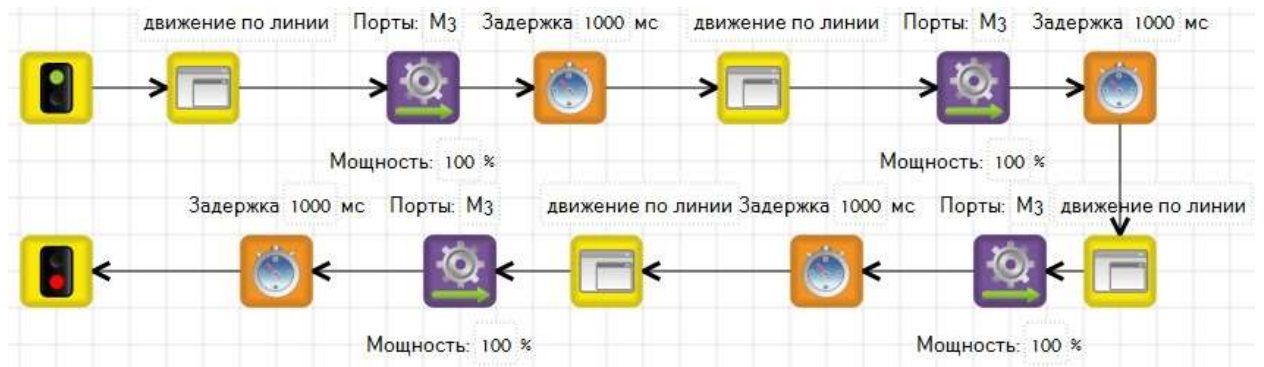 движение по линии Порты: M3 Задержка 1000 мс движение по линии Порты: M3 Задержка 1000 мс
Мощность: 100 % Мощность: 100 %
Задержка 1000 мс Порты: M3 движение по линии Задержка 1000 мс Порты: M3 движение по линии
Мощность: 100 % Мощность: 100 %